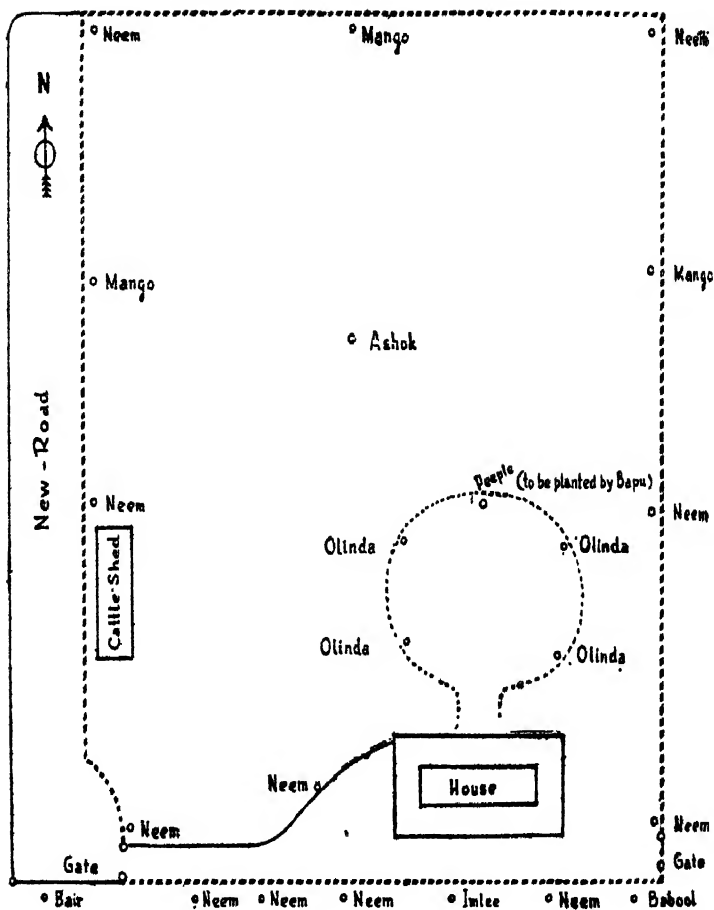 Neem Mango Neem
N
Mango Mango
Ashok
New-Road
Peeple (to be planted by Bapu)
Neem Neem
Olinda Olinda
Cattle-Shed
Olinda Olinda
House
Neem
Neem Neem
Gate Gate
Bair Neem Neem Neem Imlee Neem Babool